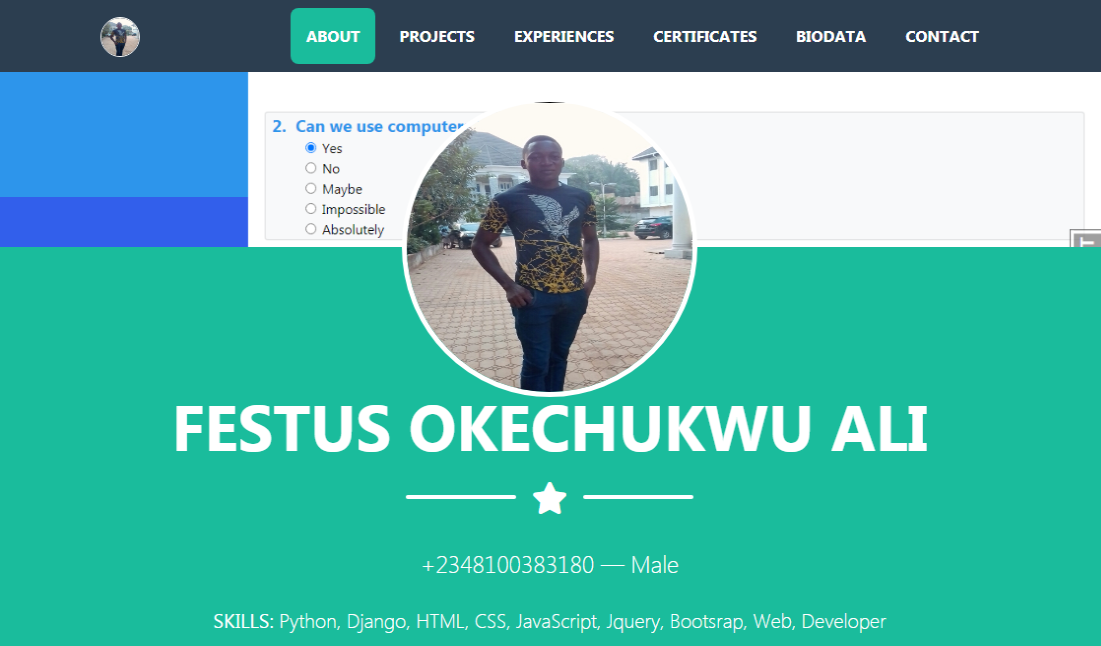 ABOUT PROJECTS EXPERIENCES CERTIFICATES BIODATA CONTACT
2. Can we use computer
Yes
No
Maybe
Impossible
Absolutely
FESTUS OKECHUKWU ALI
+2348100383180 — Male
SKILLS: Python, Django, HTML, CSS, JavaScript, Jquery, Bootsrap, Web, Developer